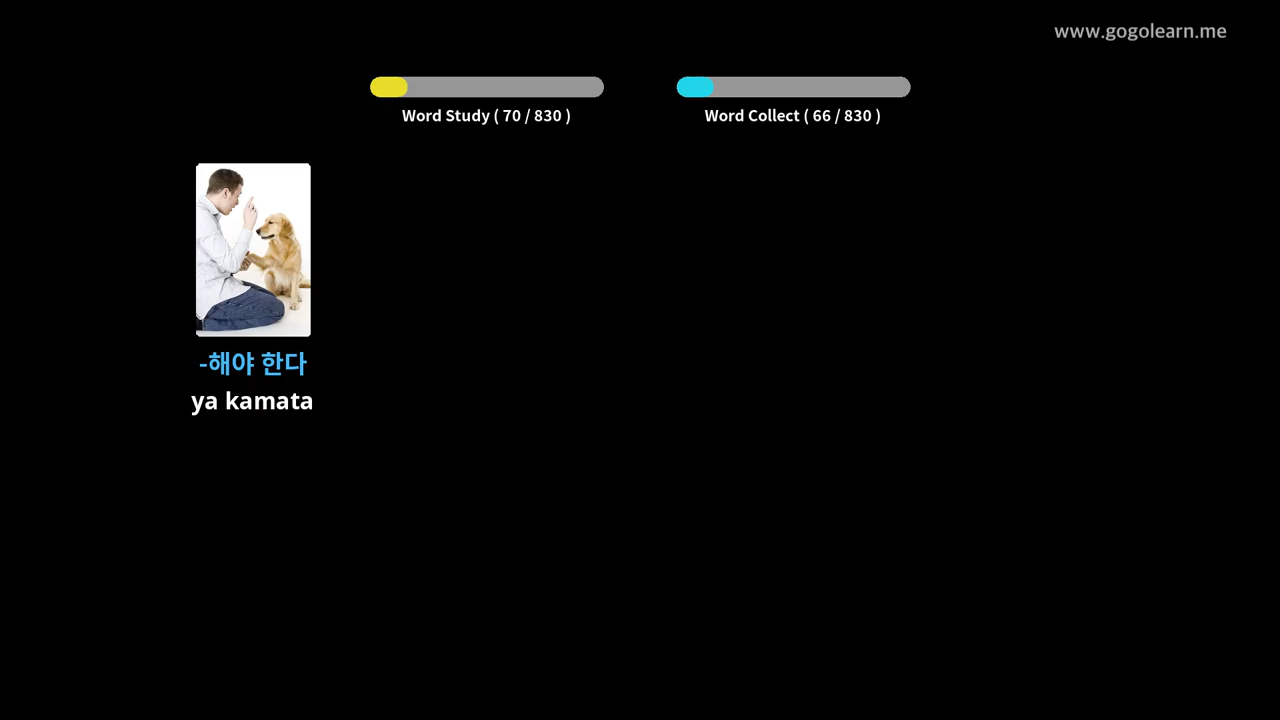 www.gogolearn.me
Word Study ( 70 / 830 )
Word Collect ( 66 / 830 )
-해야 한다
ya kamata